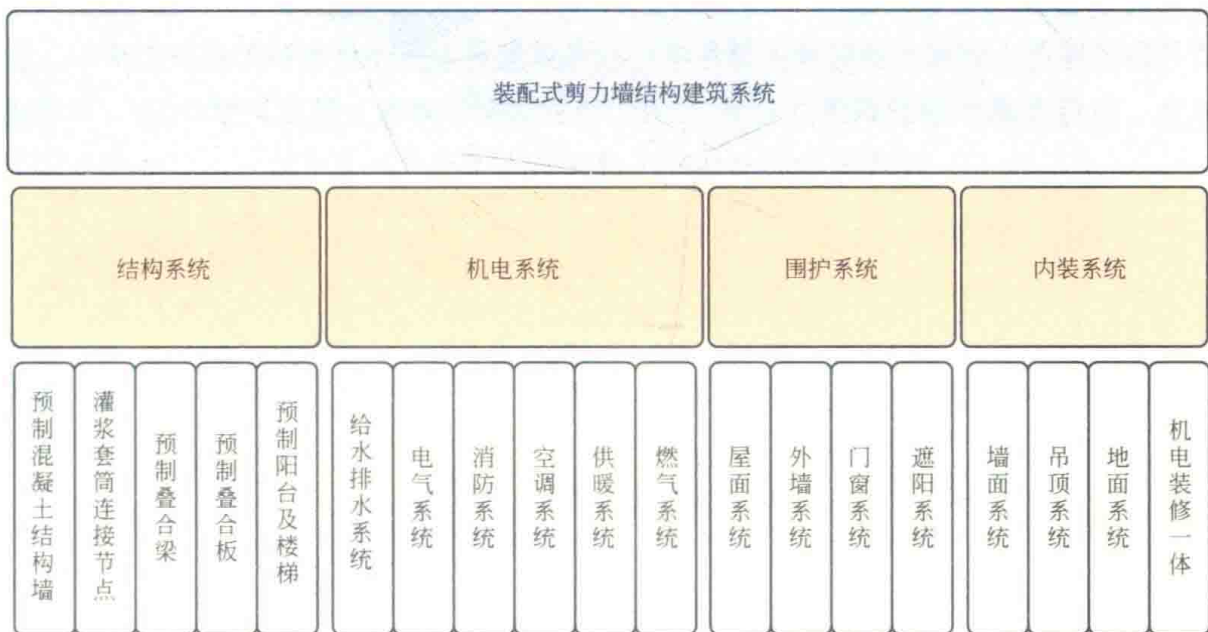 装配式剪力墙结构建筑系统
结构系统
机电系统
围护系统
内装系统
预制混凝土结构墙
灌浆套筒连接节点
预制叠合梁
预制叠合板
预制阳台及楼梯
给水排水系统
电气系统
消防系统
空调系统
供暖系统
燃气系统
屋面系统
外墙系统
门窗系统
遮阳系统
墙面系统
吊顶系统
地面系统
机电装修一体